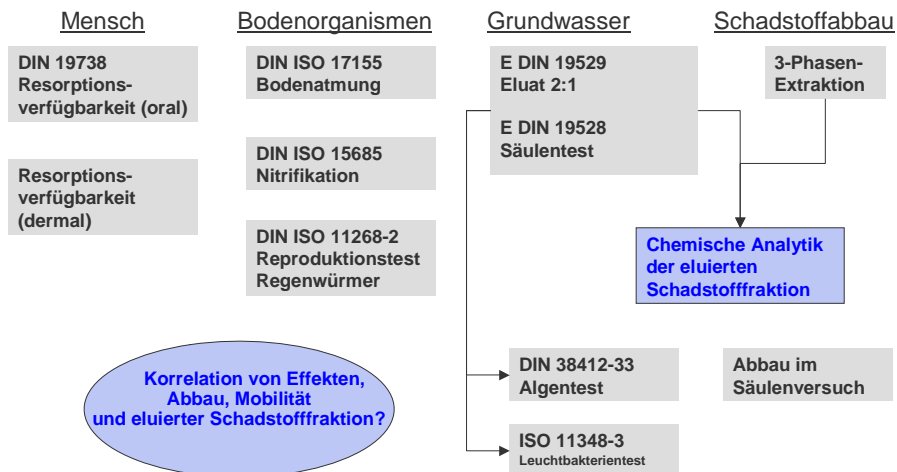 Mensch
DIN 19738
Resorptions-
verfügbarkeit (oral)
Resorptions-
verfügbarkeit
(dermal)
Bodenorganismen
DIN ISO 17155
Bodenatmung
DIN ISO 15685
Nitrifikation
DIN ISO 11268-2
Reproduktionstest
Regenwürmer
Grundwasser
E DIN 19529
Eluat 2:1
E DIN 19528
Säulentest
DIN 38412-33
Algentest
ISO 11348-3
Leuchtbakterientest
Schadstoffabbau
3-Phasen-
Extraktion
Chemische Analytik
der eluierten
Schadstofffraktion
Abbau im
Säulenversuch
Korrelation von Effekten,
Abbau, Mobilität
und eluierter Schadstofffraktion?